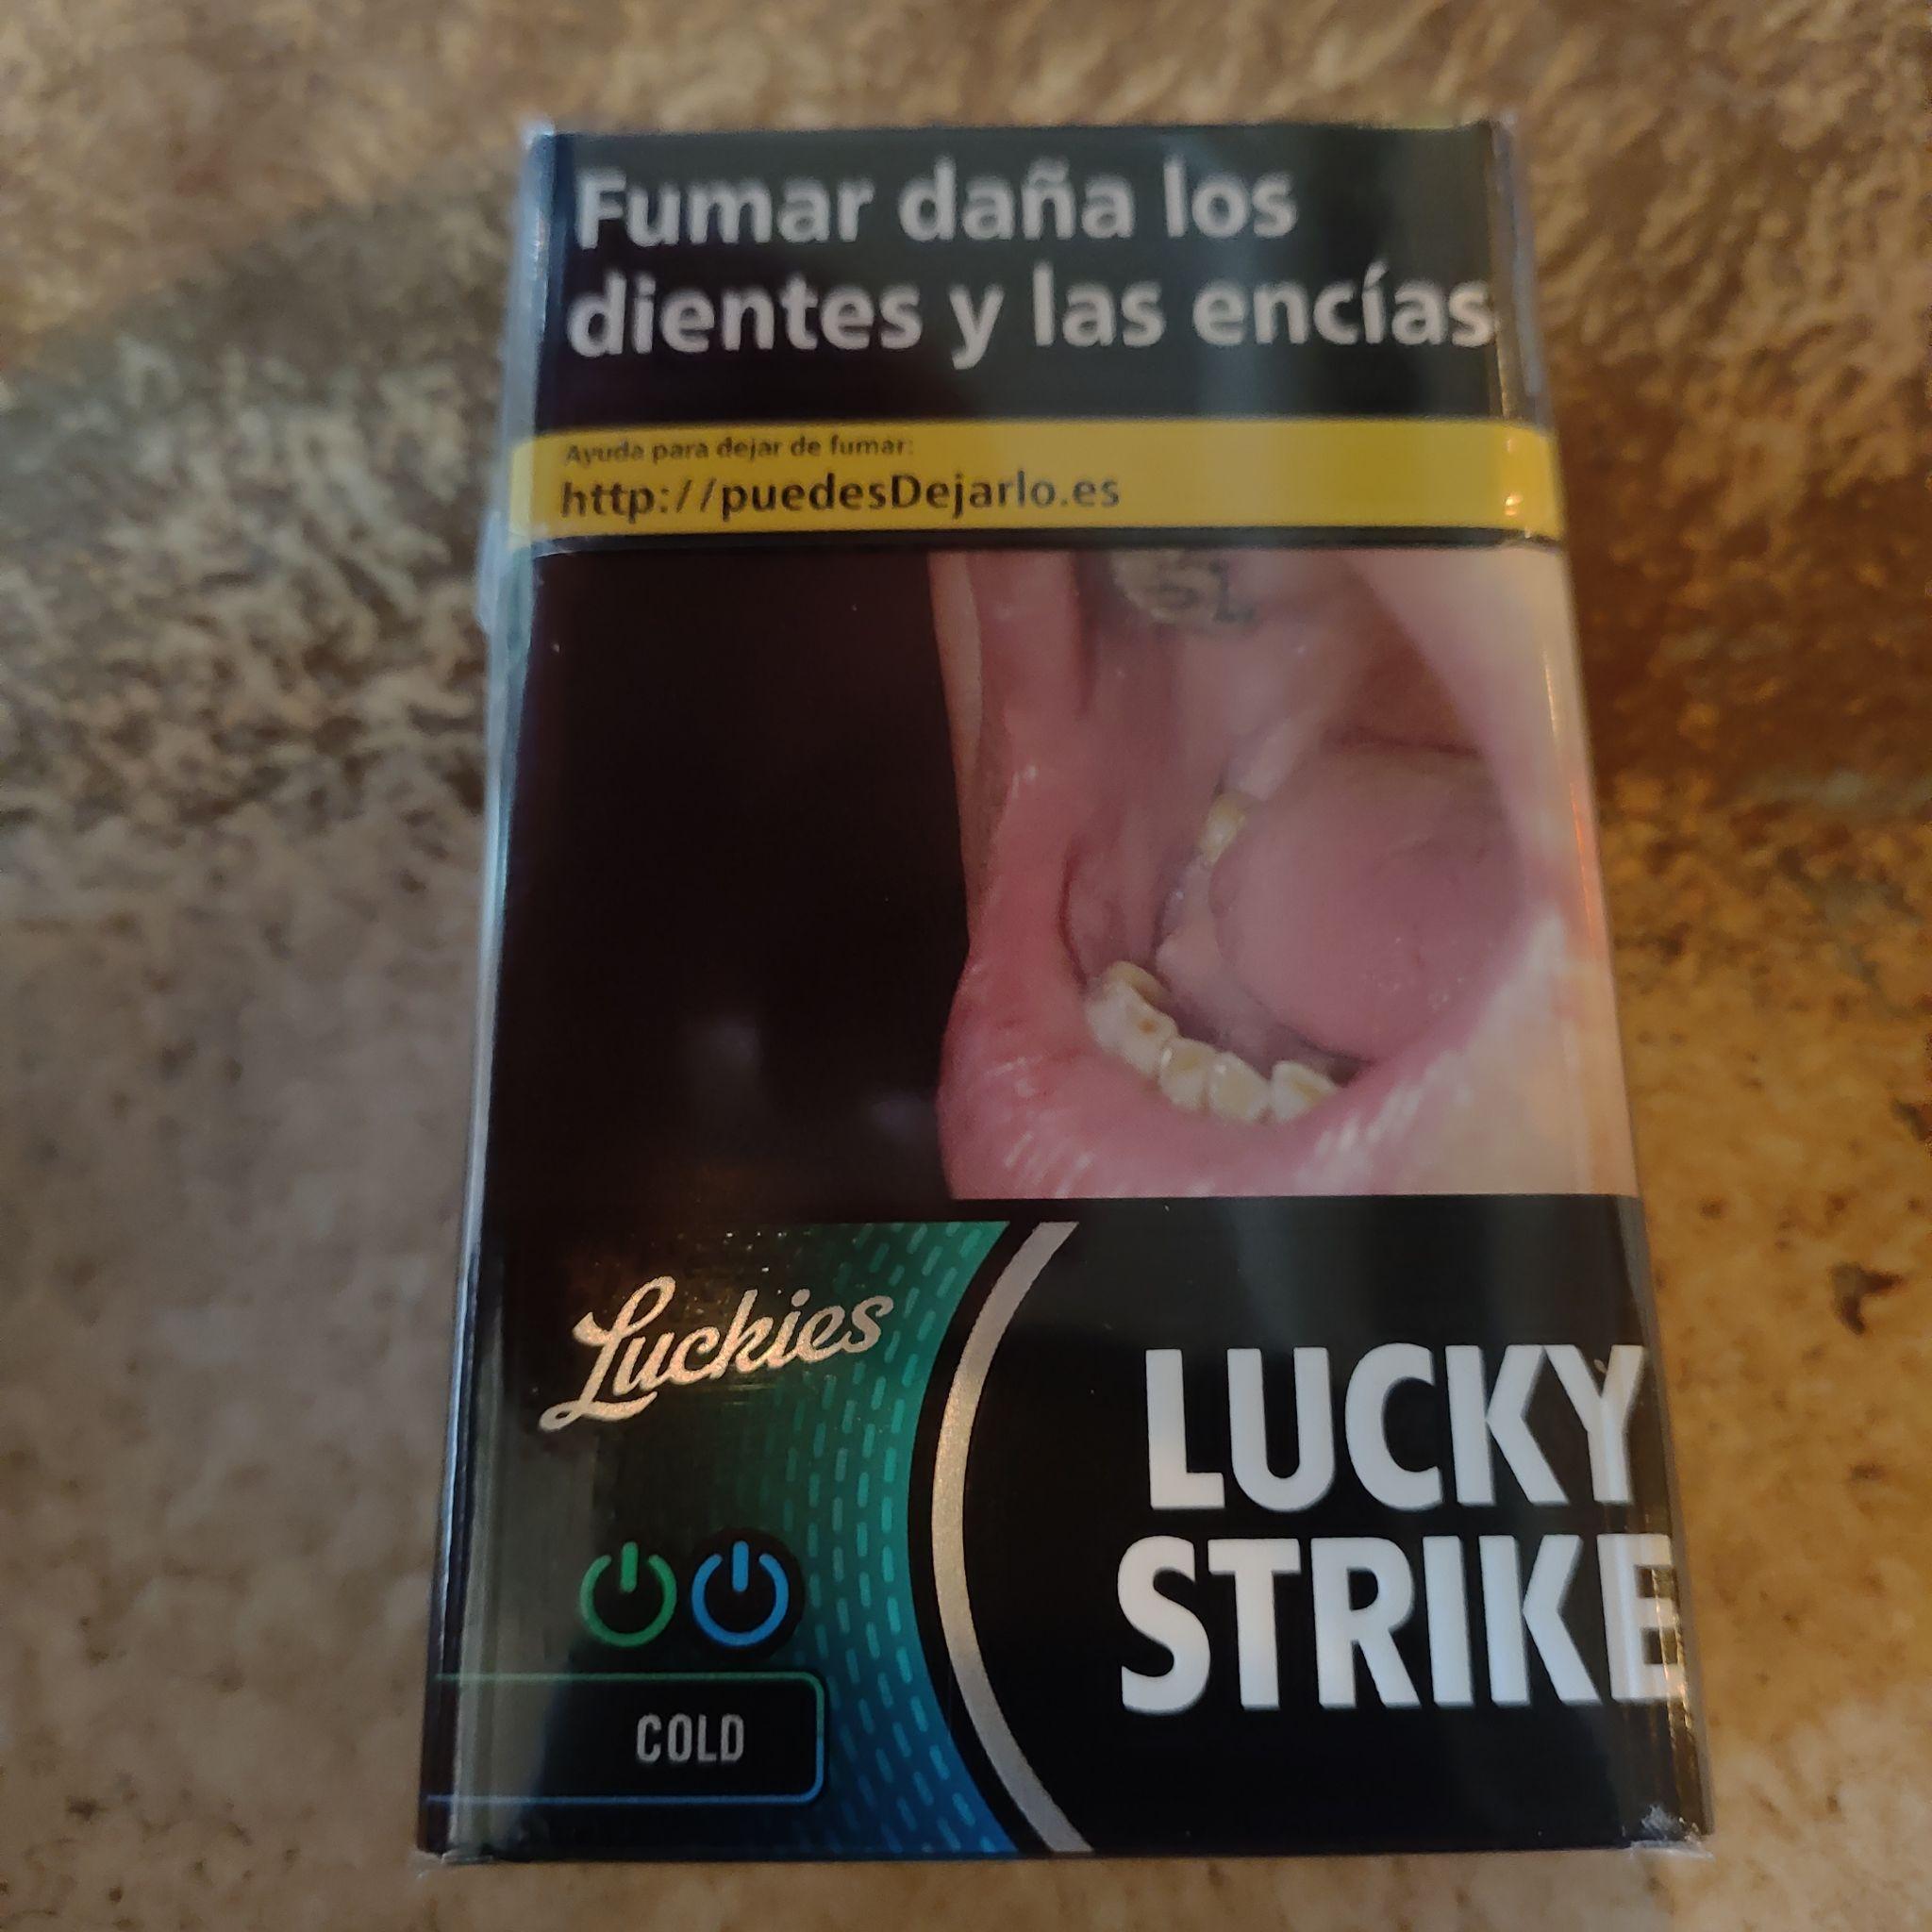 Fumar daña los
dientes y las encías
Ayuda para dejar de fumar:
http://puedesDejarlo.es
Luckies
LUCKY
STRIKE
COLD